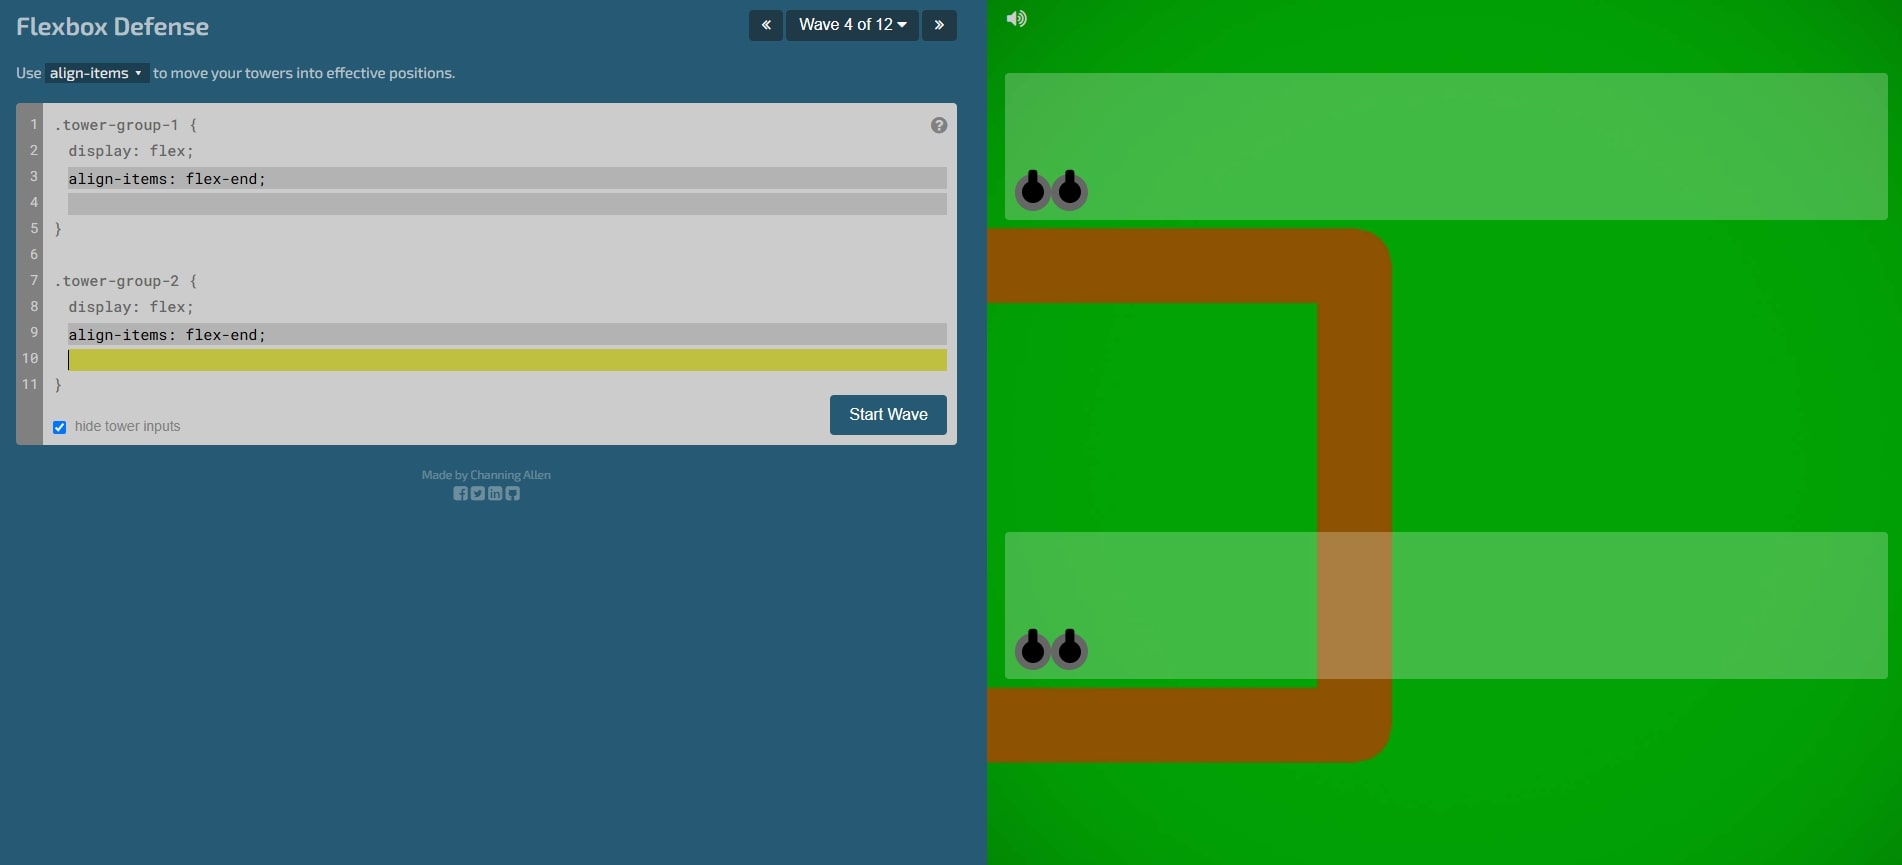 Flexbox Defense
« Wave 4 of 12 »
Use align-items to move your towers into effective positions.
1 .tower-group-1 {
2 display: flex;
3 align-items: flex-end;
4
5 }
6
7 .tower-group-2 {
8 display: flex;
9 align-items: flex-end;
10
11 }
?
hide tower inputs
Start Wave
Made by Channing Allen